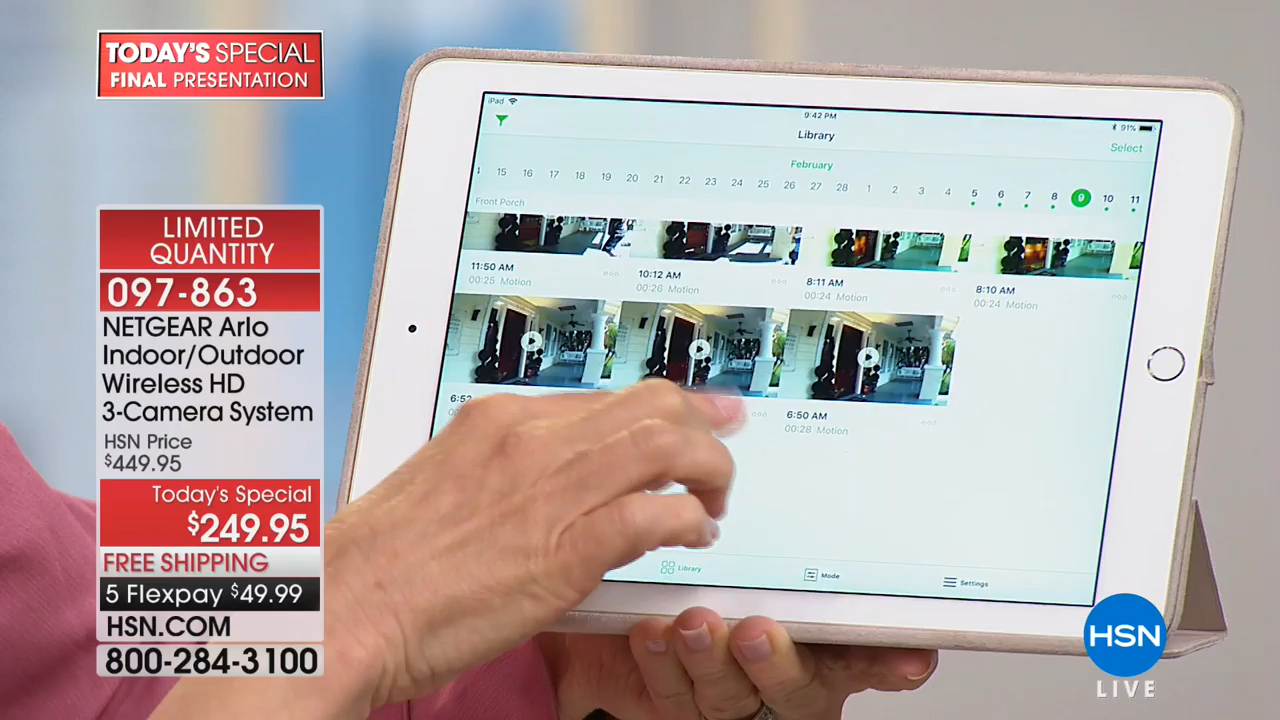 TODAY'S SPECIAL
FINAL PRESENTATION
LIMITED
QUANTITY
097-863
NETGEAR Arlo
Indoor/Outdoor
Wireless HD
3-Camera System
HSN Price
$449.95
Today's Special
$249.95
FREE SHIPPING
5 Flexpay $49.99
HSN.COM
800-284-3100
iPad 9:42 PM 91%
Library
Select
February
15 16 17 18 19 20 21 22 23 24 25 26 27 28 1 2 3 4 5 6 7 8 9 10 11
Front Porch
11:50 AM 10:12 AM 8:11 AM 8:10 AM
00:25 Motion 00:26 Motion 00:24 Motion 00:24 Motion
6:52 6:50 AM
00:28 Motion
Library Mode Settings
HSN
LIVE